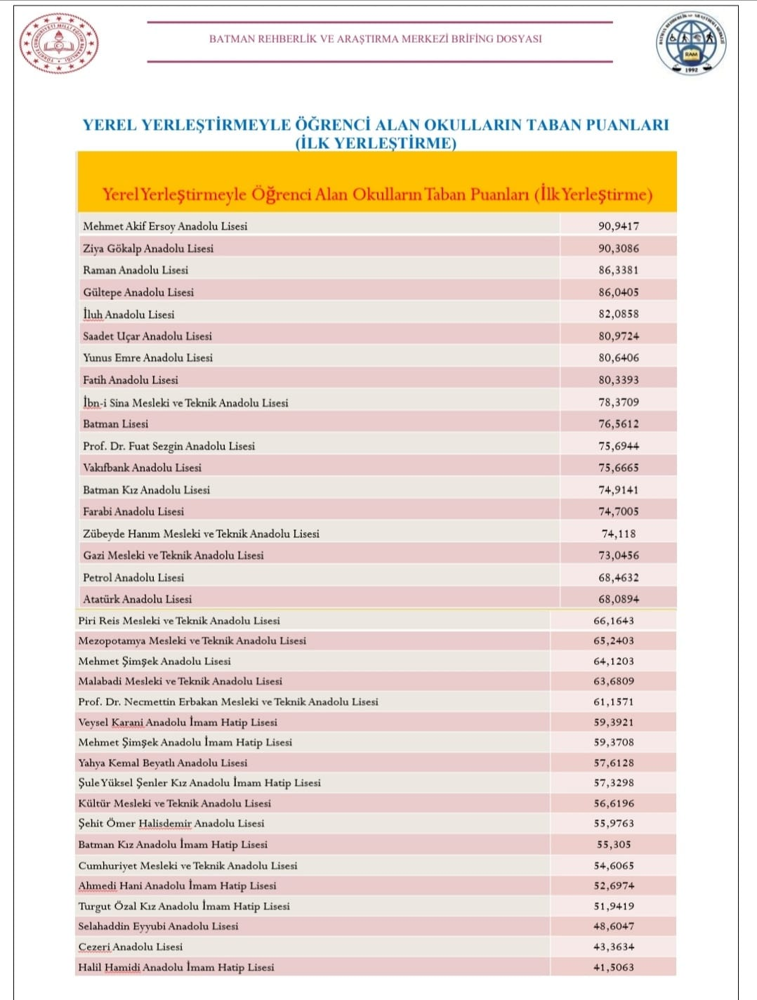 BATMAN REHBERLİK VE ARAŞTIRMA MERKEZİ BRİFİNG DOSYASI
RAM
1992
YEREL YERLEŞTİRMEYLE ÖĞRENCİ ALAN OKULLARIN TABAN PUANLARI
(İLK YERLEŞTİRME)
Yerel Yerleştirmeyle Öğrenci Alan Okulların Taban Puanları (İlk Yerleştirme)
Mehmet Akif Ersoy Anadolu Lisesi 90,9417
Ziya Gökalp Anadolu Lisesi 90,3086
Raman Anadolu Lisesi 86,3381
Gültepe Anadolu Lisesi 86,0405
İluh Anadolu Lisesi 82,0858
Saadet Uçar Anadolu Lisesi 80,9724
Yunus Emre Anadolu Lisesi 80,6406
Fatih Anadolu Lisesi 80,3393
İbn-i Sina Mesleki ve Teknik Anadolu Lisesi 78,3709
Batman Lisesi 76,5612
Prof. Dr. Fuat Sezgin Anadolu Lisesi 75,6944
Vakıfbank Anadolu Lisesi 75,6665
Batman Kız Anadolu Lisesi 74,9141
Farabi Anadolu Lisesi 74,7005
Zübeyde Hanım Mesleki ve Teknik Anadolu Lisesi 74,118
Gazi Mesleki ve Teknik Anadolu Lisesi 73,0456
Petrol Anadolu Lisesi 68,4632
Atatürk Anadolu Lisesi 68,0894
Piri Reis Mesleki ve Teknik Anadolu Lisesi 66,1643
Mezopotamya Mesleki ve Teknik Anadolu Lisesi 65,2403
Mehmet Şimşek Anadolu Lisesi 64,1203
Malabadi Mesleki ve Teknik Anadolu Lisesi 63,6809
Prof. Dr. Necmettin Erbakan Mesleki ve Teknik Anadolu Lisesi 61,1571
Veysel Karani Anadolu İmam Hatip Lisesi 59,3921
Mehmet Şimşek Anadolu İmam Hatip Lisesi 59,3708
Yahya Kemal Beyatlı Anadolu Lisesi 57,6128
Şule Yüksel Şenler Kız Anadolu İmam Hatip Lisesi 57,3298
Kültür Mesleki ve Teknik Anadolu Lisesi 56,6196
Şehit Ömer Halisdemir Anadolu Lisesi 55,9763
Batman Kız Anadolu İmam Hatip Lisesi 55,305
Cumhuriyet Mesleki ve Teknik Anadolu Lisesi 54,6065
Ahmedi Hani Anadolu İmam Hatip Lisesi 52,6974
Turgut Özal Kız Anadolu İmam Hatip Lisesi 51,9419
Selahaddin Eyyubi Anadolu Lisesi 48,6047
Cezeri Anadolu Lisesi 43,3634
Halil Hamidi Anadolu İmam Hatip Lisesi 41,5063